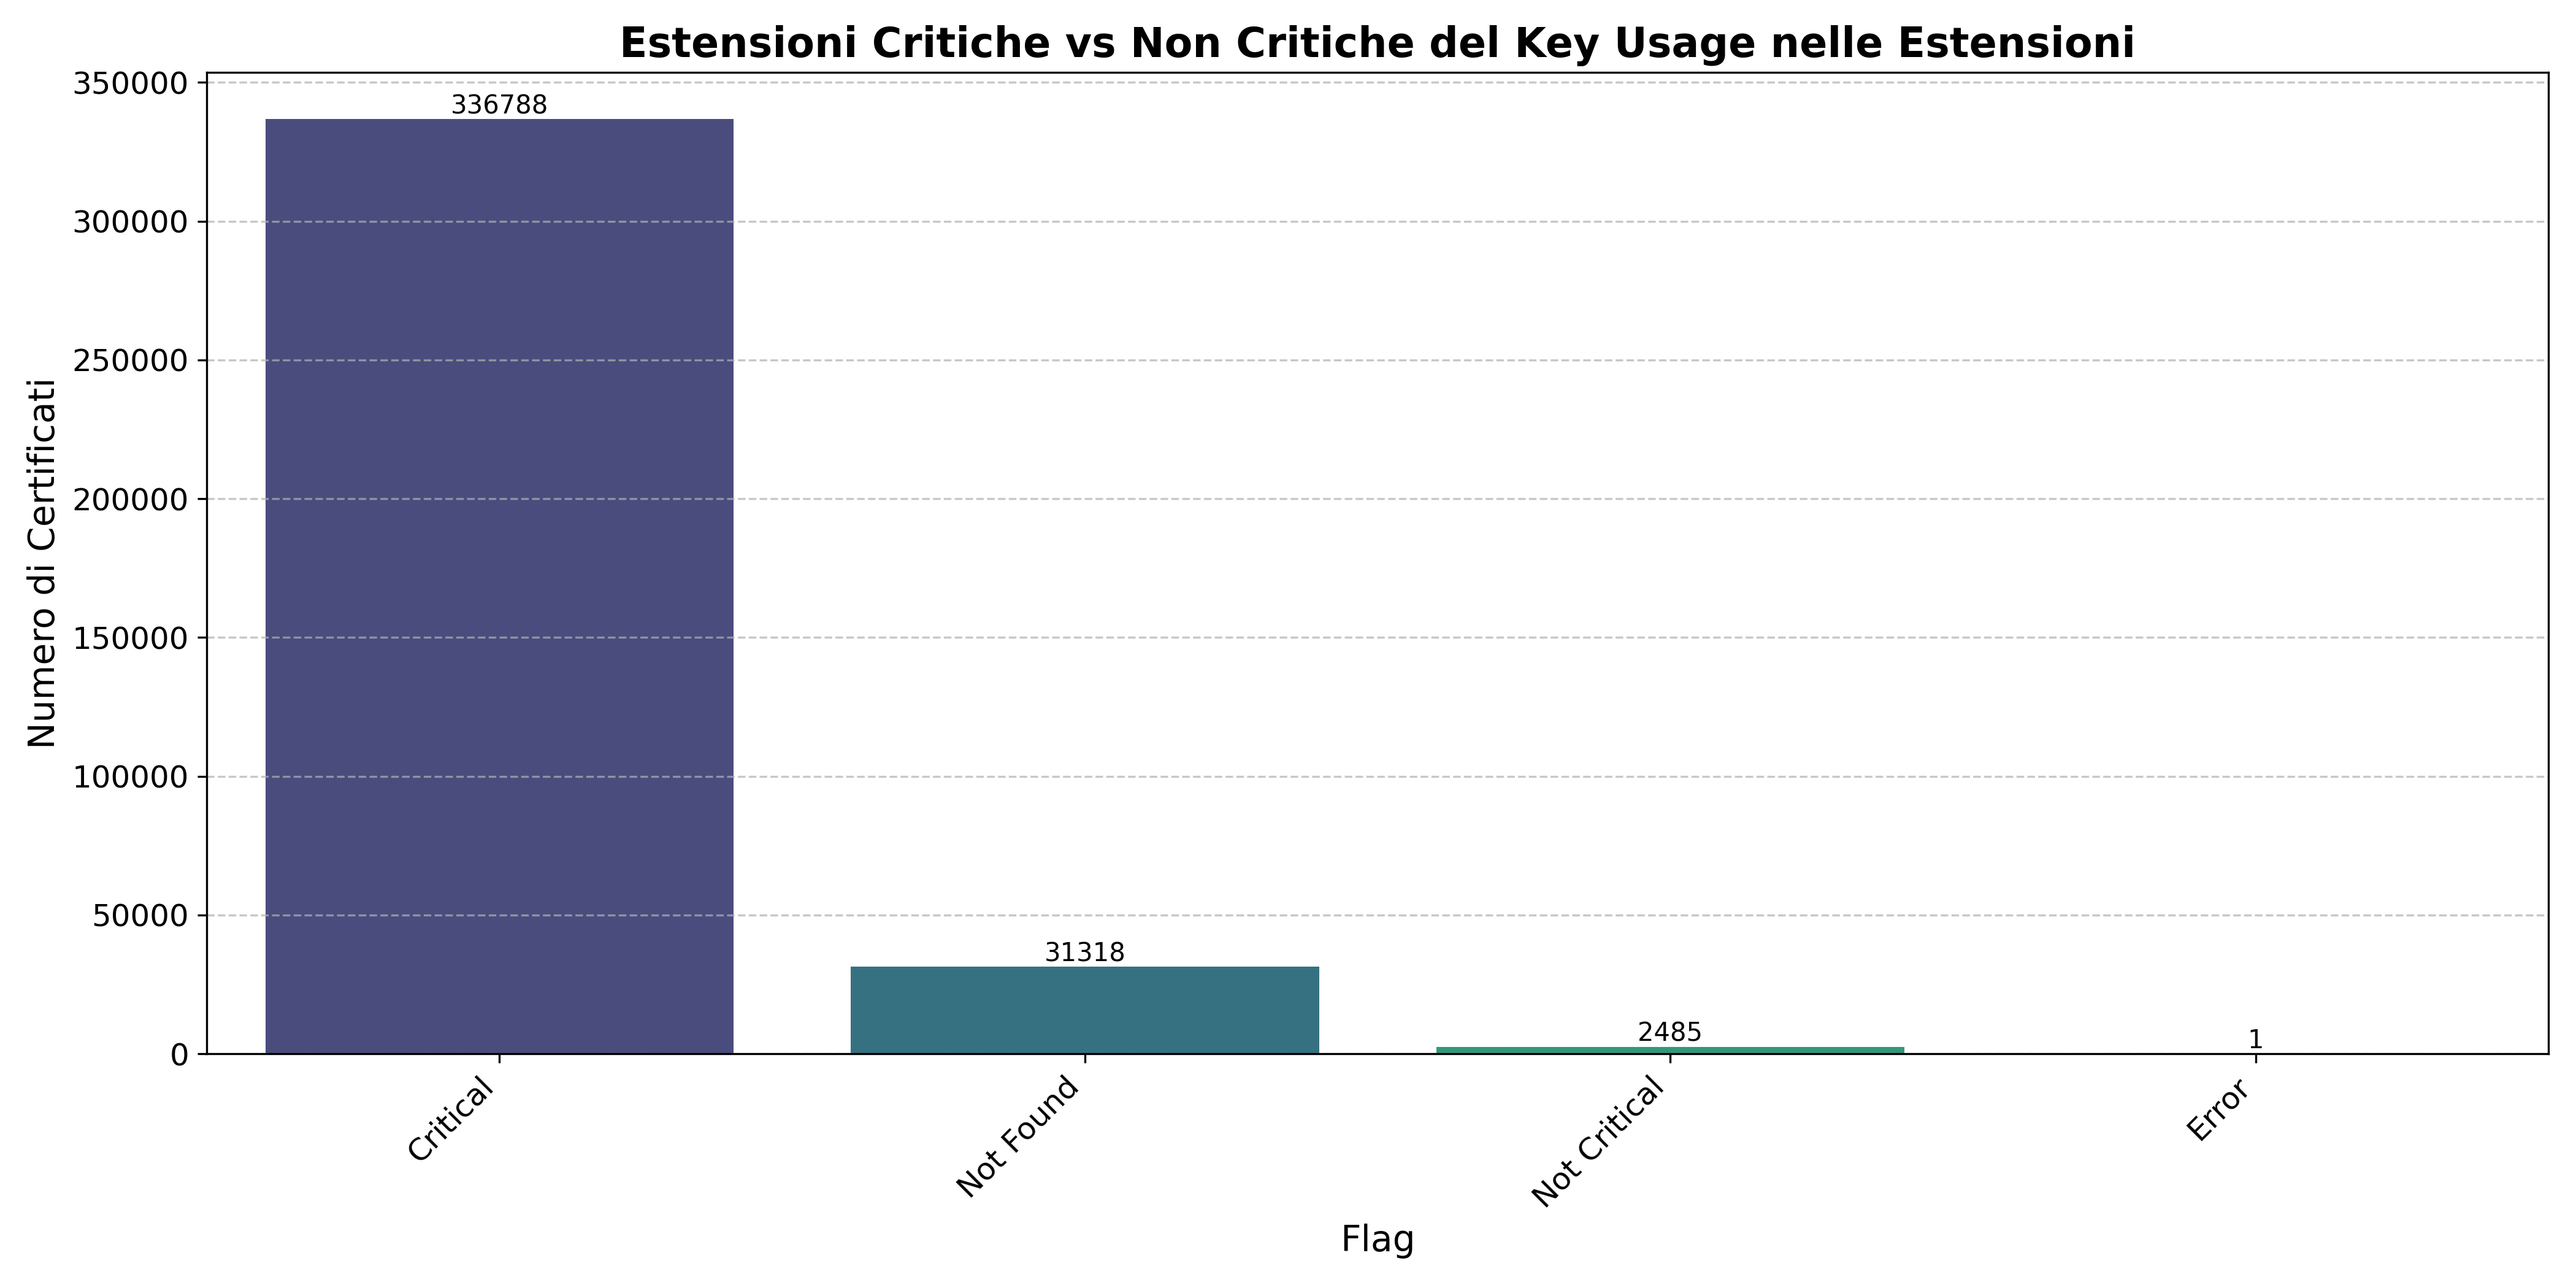 Estensioni Critiche vs Non Critiche del Key Usage nelle Estensioni
350000
300000
250000
200000
150000
100000
50000
0
Numero di Certificati
336788
31318
2485
1
Critical
Not Found
Not Critical
Error
Flag